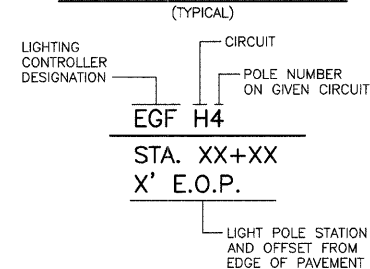 (TYPICAL)
LIGHTING
CONTROLLER
DESIGNATION
CIRCUIT
POLE NUMBER
ON GIVEN CIRCUIT
EGF H4
STA. XX+XX
X' E.O.P.
LIGHT POLE STATION
AND OFFSET FROM
EDGE OF PAVEMENT